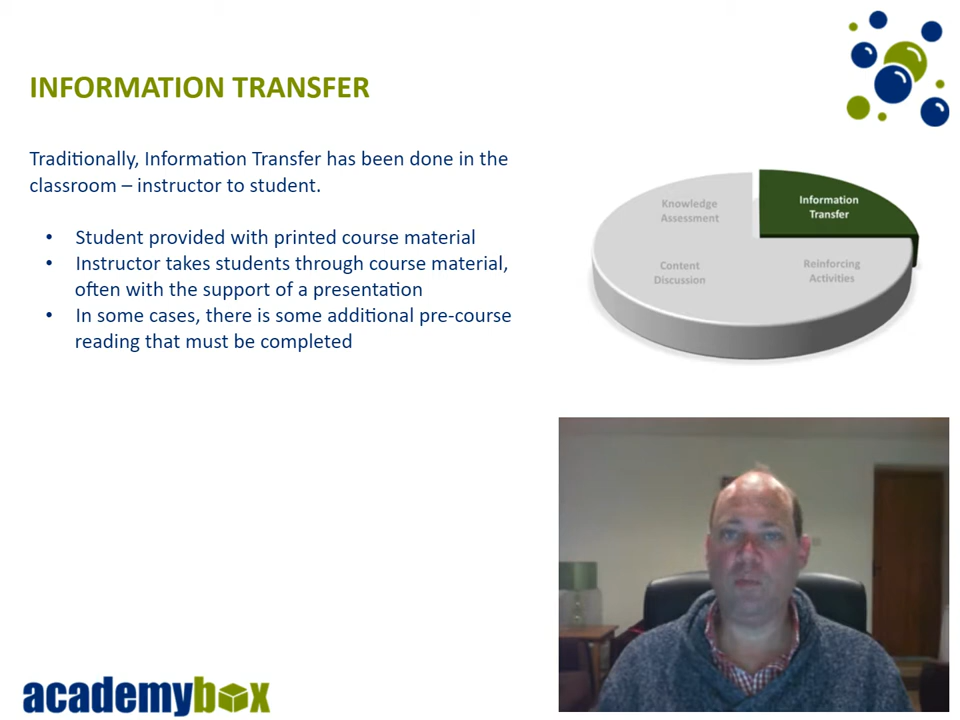 INFORMATION TRANSFER
Traditionally, Information Transfer has been done in the
classroom – instructor to student.
• Student provided with printed course material
• Instructor takes students through course material,
often with the support of a presentation
• In some cases, there is some additional pre-course
reading that must be completed
Knowledge
Assessment
Information
Transfer
Content
Discussion
Reinforcing
Activities
academybox